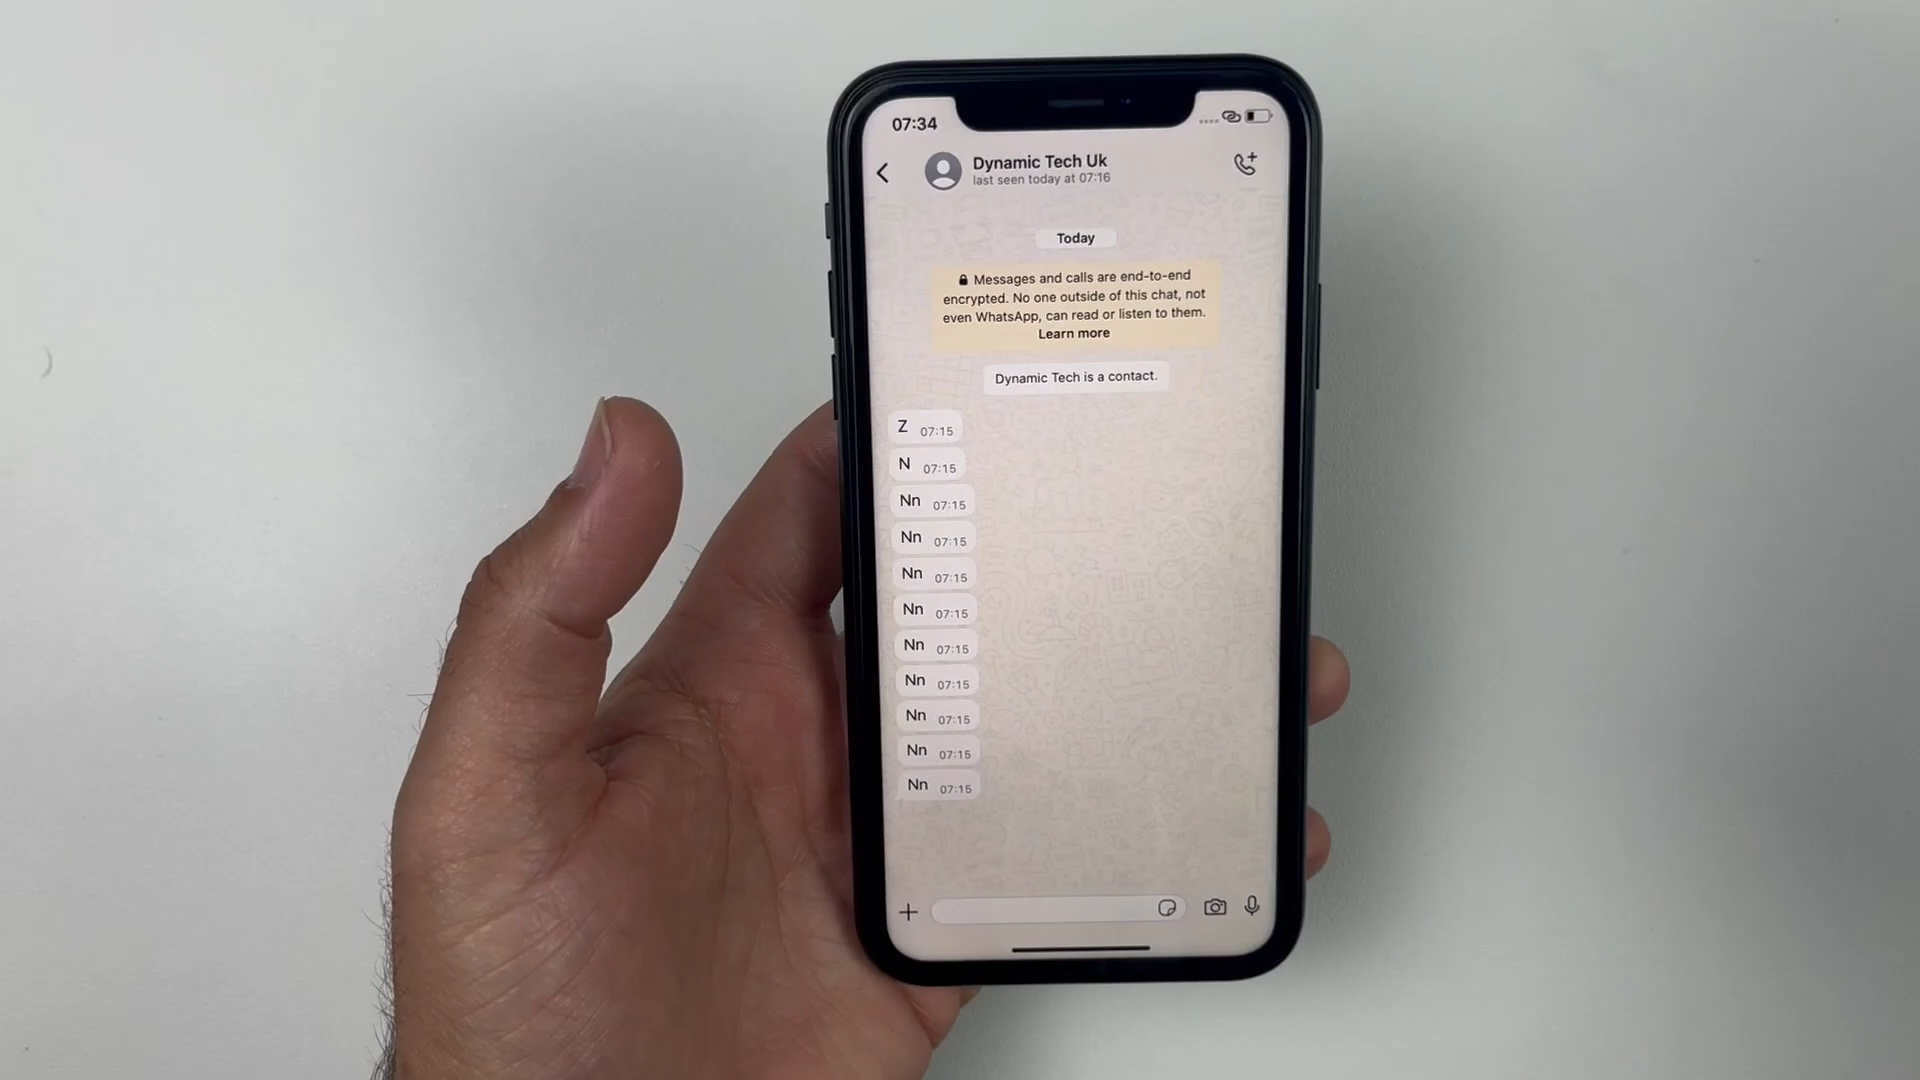 07:34
Dynamic Tech Uk
last seen today at 07:16
Today
Messages and calls are end-to-end
encrypted. No one outside of this chat, not
even WhatsApp, can read or listen to them.
Learn more
Dynamic Tech is a contact.
Z 07:15
N 07:15
Nn 07:15
Nn 07:15
Nn 07:15
Nn 07:15
Nn 07:15
Nn 07:15
Nn 07:15
Nn 07:15
Nn 07:15